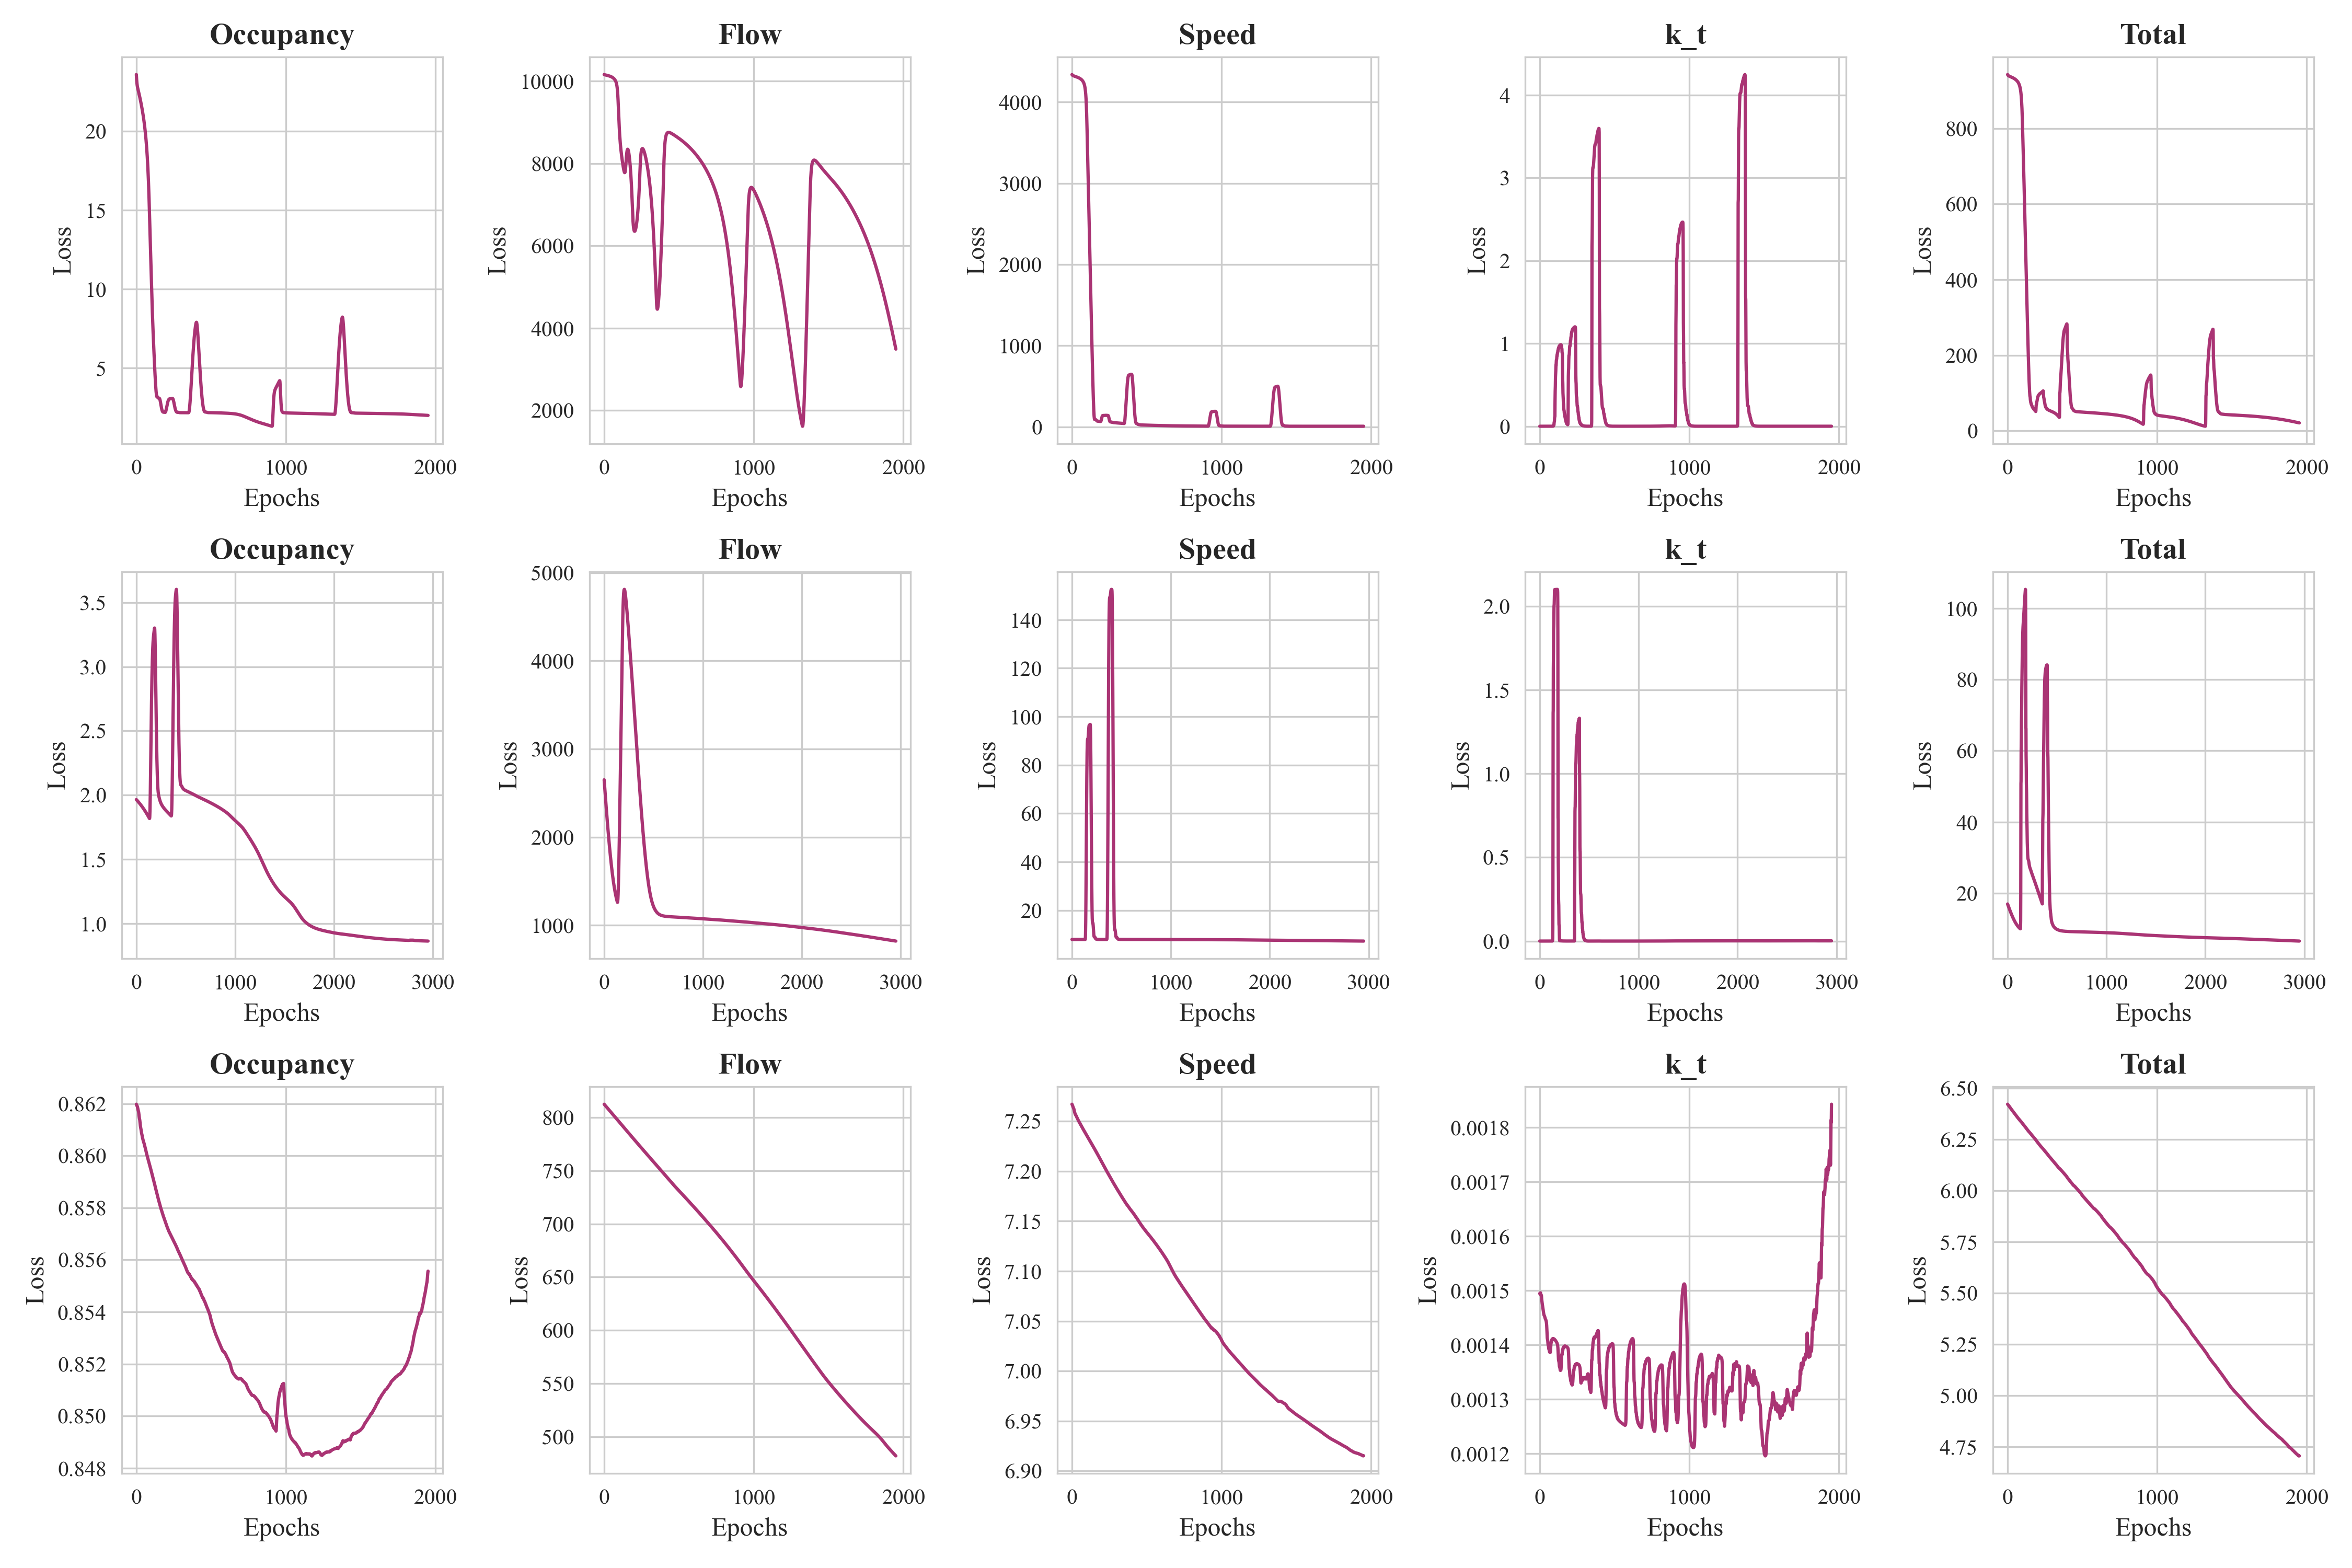 Occupancy Flow Speed k_t Total
20
15
10
5
Loss
0 1000 2000
Epochs
10000
8000
6000
4000
2000
Loss
0 1000 2000
Epochs
4000
3000
2000
1000
0
Loss
0 1000 2000
Epochs
4
3
2
1
0
Loss
0 1000 2000
Epochs
800
600
400
200
0
Loss
0 1000 2000
Epochs
Occupancy Flow Speed k_t Total
3.5
3.0
2.5
2.0
1.5
1.0
Loss
0 1000 2000 3000
Epochs
5000
4000
3000
2000
1000
Loss
0 1000 2000 3000
Epochs
140
120
100
80
60
40
20
Loss
0 1000 2000 3000
Epochs
2.0
1.5
1.0
0.5
0.0
Loss
0 1000 2000 3000
Epochs
100
80
60
40
20
Loss
0 1000 2000 3000
Epochs
Occupancy Flow Speed k_t Total
0.862
0.860
0.858
0.856
0.854
0.852
0.850
0.848
Loss
0 1000 2000
Epochs
800
750
700
650
600
550
500
Loss
0 1000 2000
Epochs
7.25
7.20
7.15
7.10
7.05
7.00
6.95
6.90
Loss
0 1000 2000
Epochs
0.0018
0.0017
0.0016
0.0015
0.0014
0.0013
0.0012
Loss
0 1000 2000
Epochs
6.50
6.25
6.00
5.75
5.50
5.25
5.00
4.75
Loss
0 1000 2000
Epochs